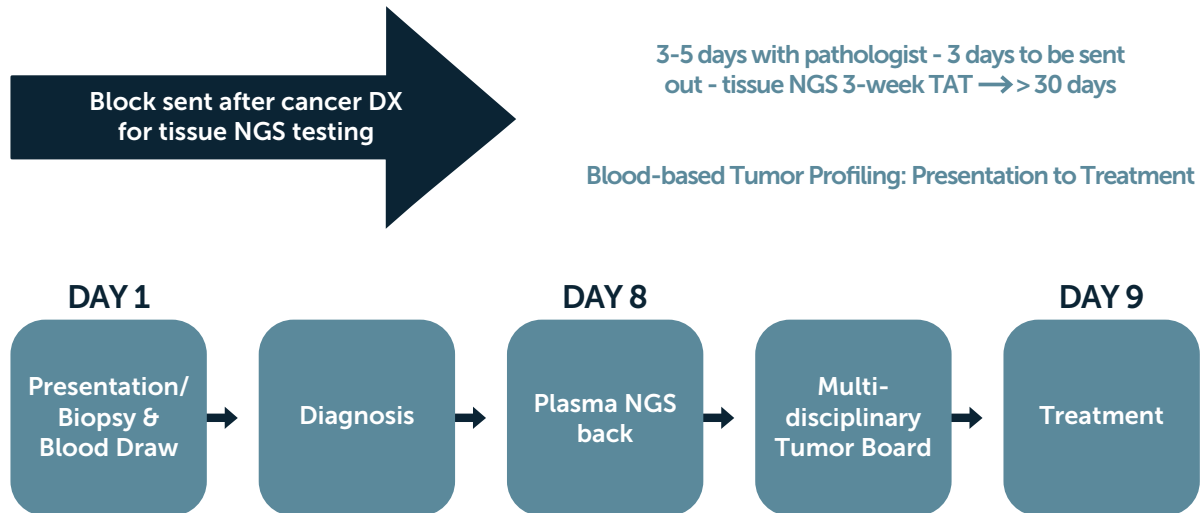 Block sent after cancer DX
for tissue NGS testing
3-5 days with pathologist - 3 days to be sent
out - tissue NGS 3-week TAT → > 30 days
Blood-based Tumor Profiling: Presentation to Treatment
DAY 1
DAY 8
DAY 9
Presentation/
Biopsy &
Blood Draw
Diagnosis
Plasma NGS
back
Multi-
disciplinary
Tumor Board
Treatment